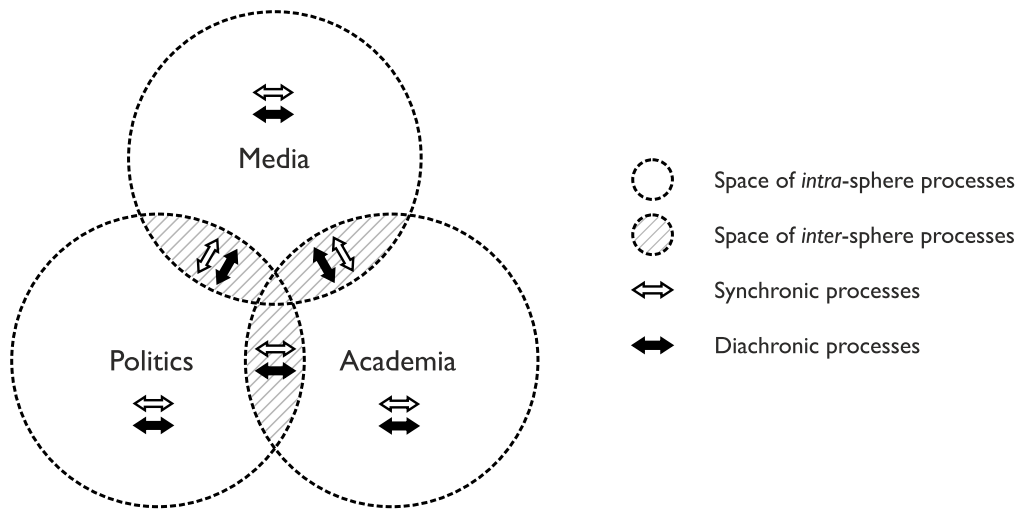 Media
Politics
Academia
Space of intra-sphere processes
Space of inter-sphere processes
Synchronic processes
Diachronic processes